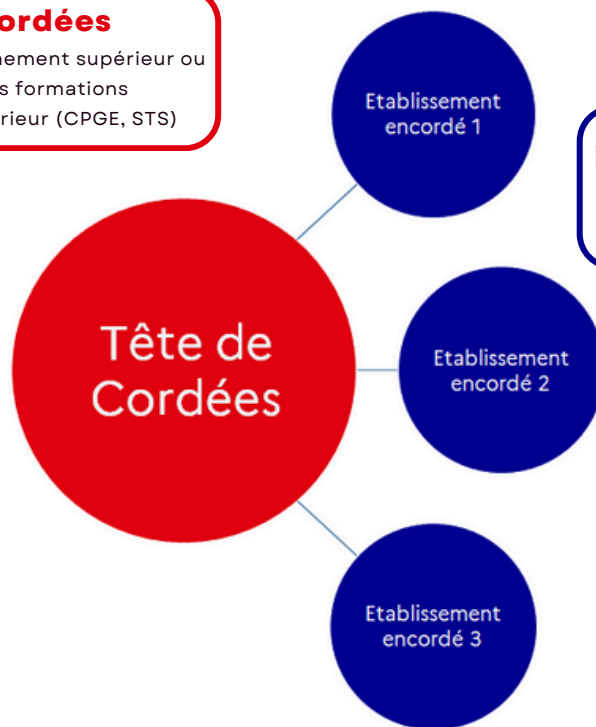 ordées
nement supérieur ou
s formations
rieur (CPGE, STS)
Etablissement
encordé 1
Tête de
Cordées
Etablissement
encordé 2
Etablissement
encordé 3